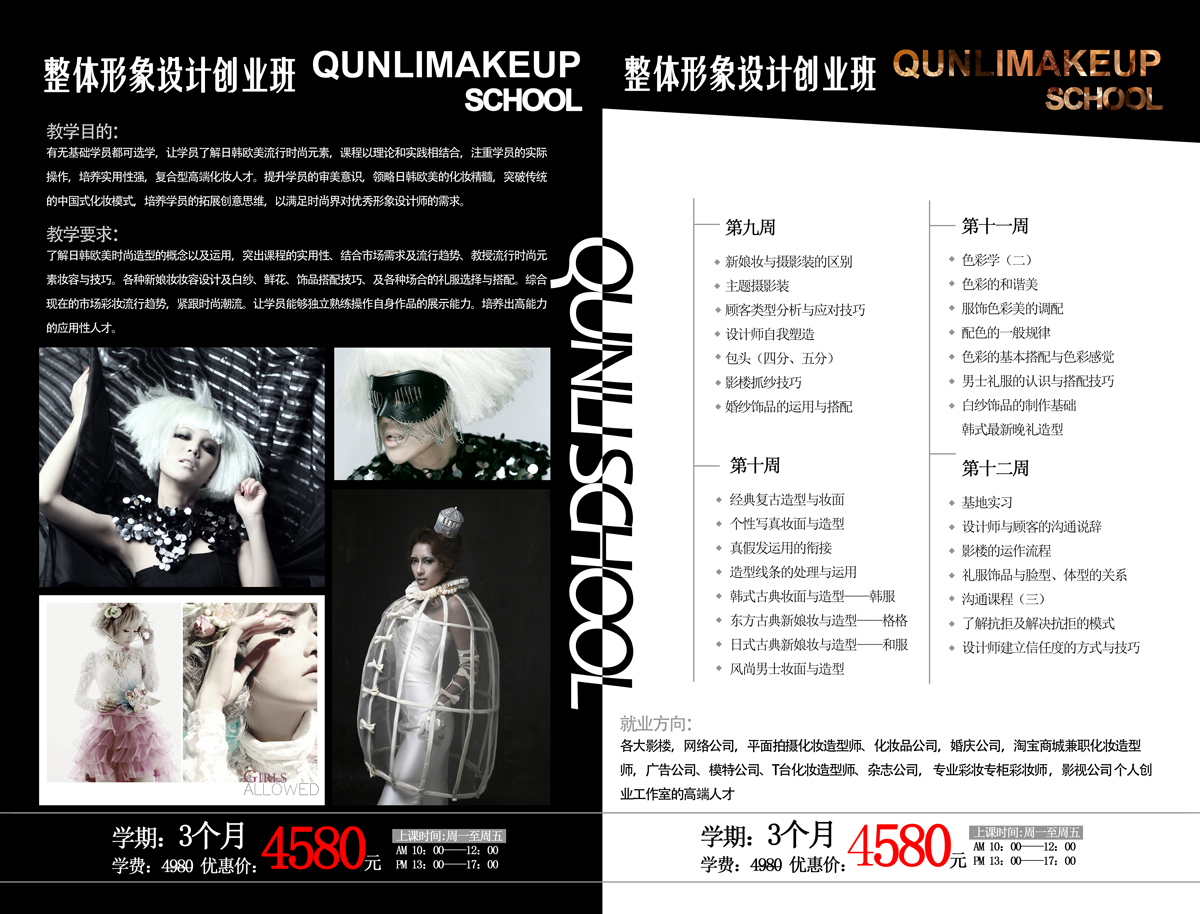 整体形象设计创业班
QUNLIMAKEUP
SCHOOL
教学目的:
有无基础学员都可选学，让学员了解日韩欧美流行时尚元素，课程以理论和实践相结合，注重学员的实际
操作，培养实用性强，复合型高端化妆人才。提升学员的审美意识，领略日韩欧美的化妆精髓，突破传统
的中国式化妆模式，培养学员的拓展创意思维，以满足时尚界对优秀形象设计师的需求。
教学要求:
了解日韩欧美时尚造型的概念以及运用，突出课程的实用性、结合市场需求及流行趋势、教授流行时尚元
素妆容与技巧。各种新娘妆妆容设计及白纱、鲜花、饰品搭配技巧、及各种场合的礼服选择与搭配。综合
现在的市场彩妆流行趋势，紧跟时尚潮流。让学员能够独立熟练操作自身作品的展示能力。培养出高能力
的应用性人才。
GIRLS
ALLOWED
学期：3个月
学费：4980 优惠价：4580元
上课时间:周一至周五
AM 10：00——12：00
PM 13：00——17：00
QUNLISCHOOL
整体形象设计创业班
QUNLIMAKEUP
SCHOOL
第九周
新娘妆与摄影装的区别
主题摄影装
顾客类型分析与应对技巧
设计师自我塑造
包头（四分、五分）
影楼抓纱技巧
婚纱饰品的运用与搭配
第十周
经典复古造型与妆面
个性写真妆面与造型
真假发运用的衔接
造型线条的处理与运用
韩式古典妆面与造型——韩服
东方古典新娘妆与造型——格格
日式古典新娘妆与造型——和服
风尚男士妆面与造型
第十一周
色彩学（二）
色彩的和谐美
服饰色彩美的调配
配色的一般规律
色彩的基本搭配与色彩感觉
男士礼服的认识与搭配技巧
白纱饰品的制作基础
韩式最新晚礼造型
第十二周
基地实习
设计师与顾客的沟通说辞
影楼的运作流程
礼服饰品与脸型、体型的关系
沟通课程（三）
了解抗拒及解决抗拒的模式
设计师建立信任度的方式与技巧
就业方向:
各大影楼，网络公司，平面拍摄化妆造型师、化妆品公司，婚庆公司，淘宝商城兼职化妆造型
师，广告公司、模特公司、T台化妆造型师、杂志公司，专业彩妆专柜彩妆师，影视公司个人创
业工作室的高端人才
学期：3个月
学费：4980 优惠价：4580元
上课时间:周一至周五
AM 10：00——12：00
PM 13：00——17：00